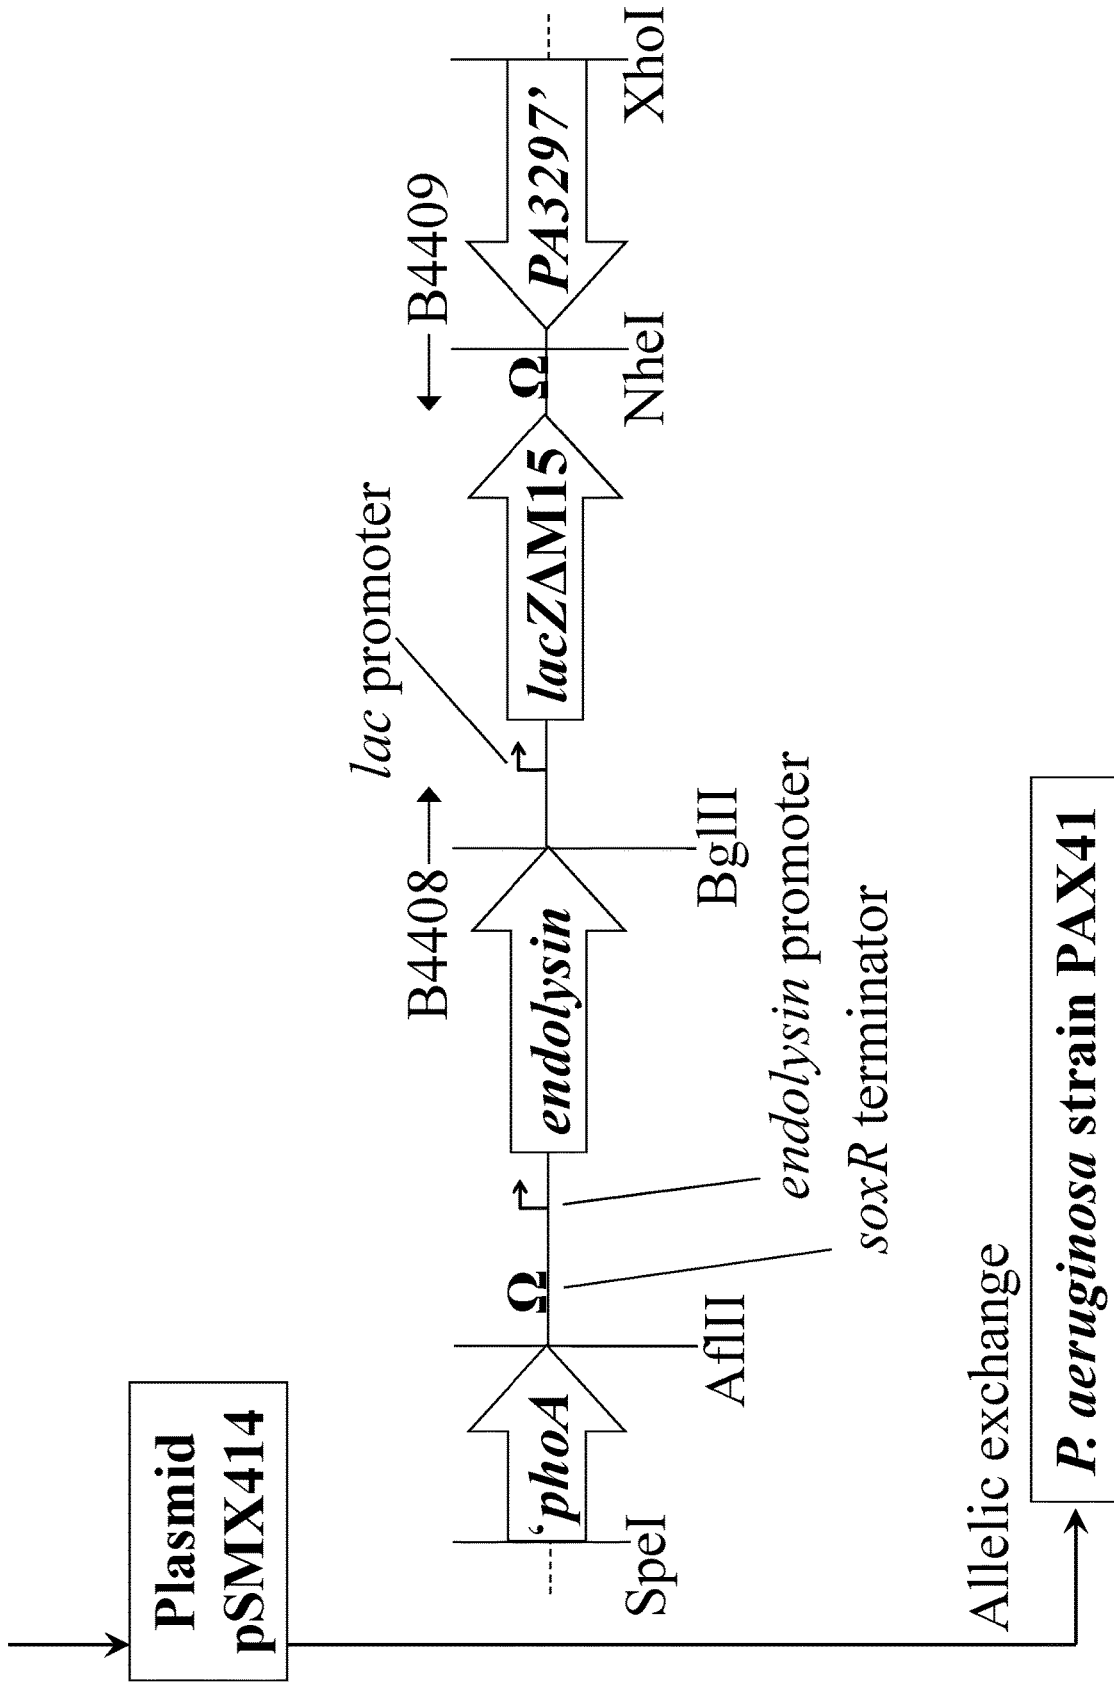 Plasmid
pSMX414
B4408
lac promoter
B4409
‘phoA
Ω
endolysin
lacZΔM15
Ω
PA3297’
SpeI
AflII
BglII
NheI
XhoI
endolysin promoter
soxR terminator
Allelic exchange
P. aeruginosa strain PAX41